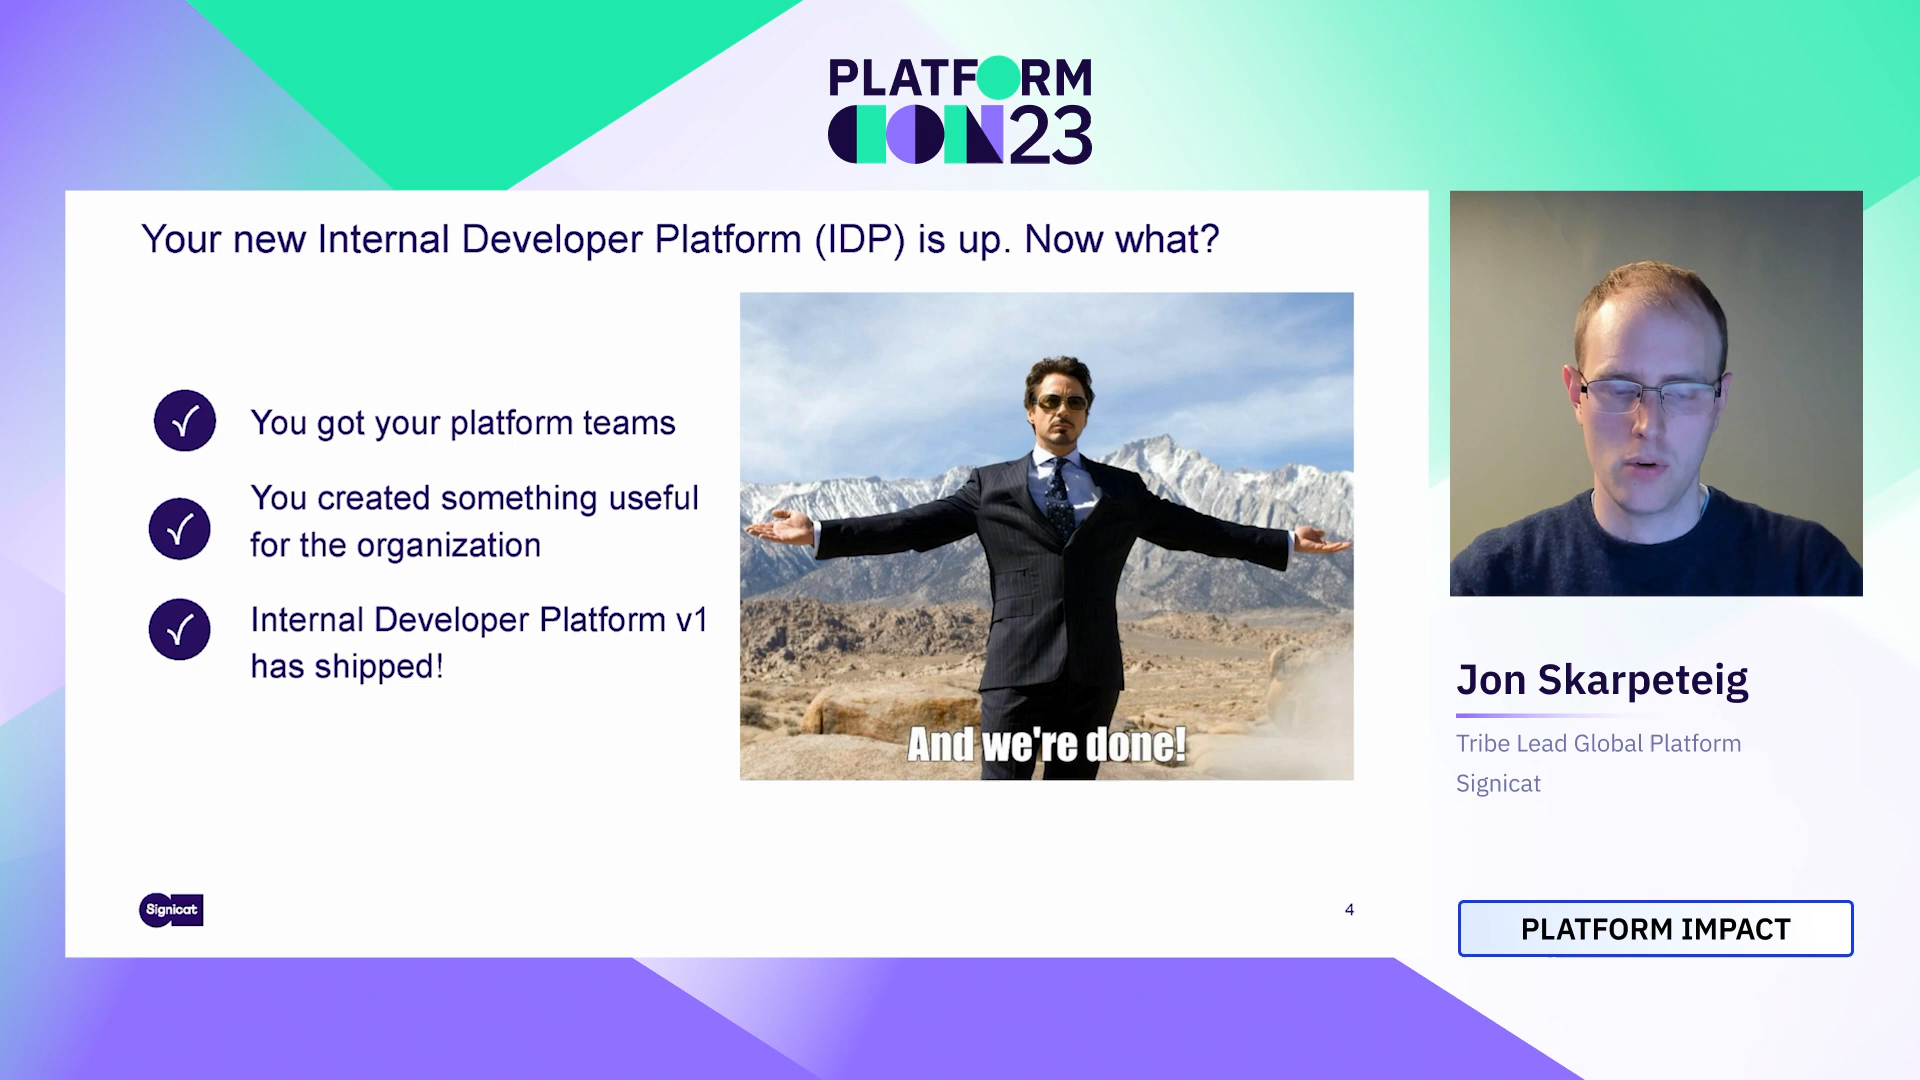 PLATFORM
CON23
Your new Internal Developer Platform (IDP) is up. Now what?
You got your platform teams
You created something useful
for the organization
Internal Developer Platform v1
has shipped!
And we're done!
Signicat
4
Jon Skarpeteig
Tribe Lead Global Platform
Signicat
PLATFORM IMPACT